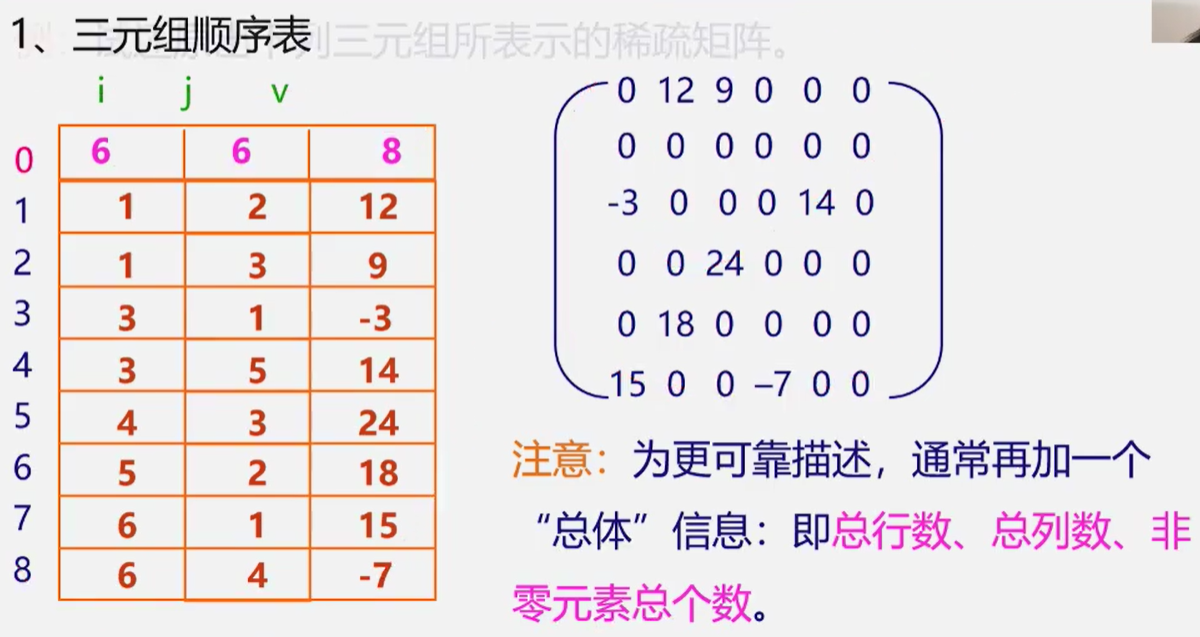 1、三元组顺序表
例：试还原出下列三元组所表示的稀疏矩阵。
i j v
0 6 6 8
1 1 2 12
2 1 3 9
3 3 1 -3
4 3 5 14
5 4 3 24
6 5 2 18
7 6 1 15
8 6 4 -7
0 12 9 0 0 0
0 0 0 0 0 0
-3 0 0 0 14 0
0 0 24 0 0 0
0 18 0 0 0 0
15 0 0 –7 0 0
注意：为更可靠描述，通常再加一个
“总体”信息：即总行数、总列数、非
零元素总个数。